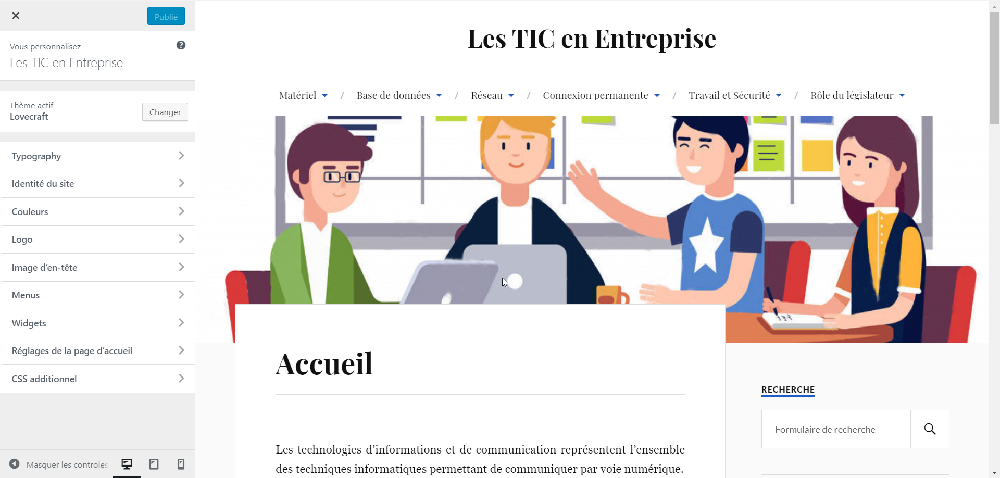 Publié
Vous personnalisez
Les TIC en Entreprise
Thème actif
Lovecraft
Changer
Typography
Identité du site
Couleurs
Logo
Image d’en-tête
Menus
Widgets
Réglages de la page d’accueil
CSS additionnel
Masquer les controles
Les TIC en Entreprise
Matériel / Base de données / Réseau / Connexion permanente / Travail et Sécurité / Rôle du législateur
Accueil
Les technologies d’informations et de communication représentent l’ensemble
des techniques informatiques permettant de communiquer par voie numérique.
RECHERCHE
Formulaire de recherche